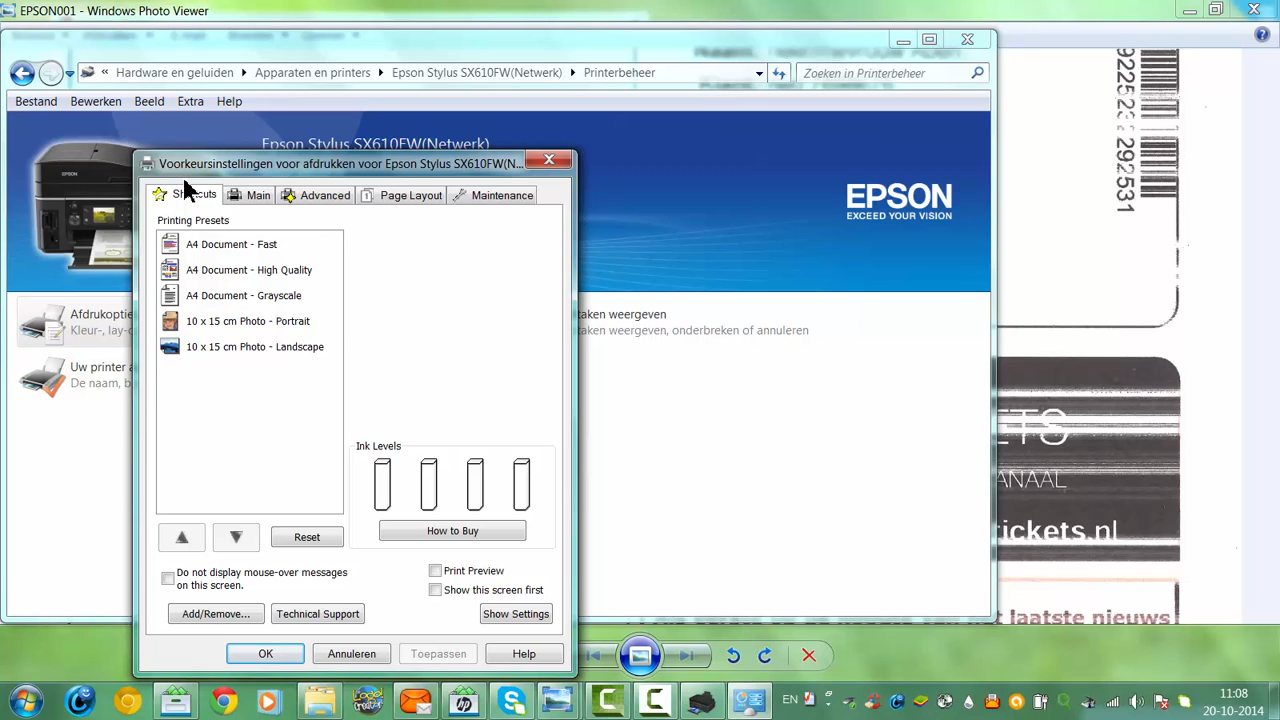 EPSON001 - Windows Photo Viewer
« Hardware en geluiden Apparaten en printers Epson Stylus SX610FW(Netwerk) Printerbeheer
Zoeken in Printerbeheer
Bestand Bewerken Beeld Extra Help
Epson Stylus SX610FW(Netwerk)
EPSON
EXCEED YOUR VISION
Voorkeursinstellingen voor afdrukken voor Epson Stylus SX610FW(N...
Main Advanced Page Layout Maintenance
Printing Presets
A4 Document - Fast
A4 Document - High Quality
A4 Document - Grayscale
10 x 15 cm Photo - Portrait
10 x 15 cm Photo - Landscape
Ink Levels
How to Buy
Reset
Do not display mouse-over messages
on this screen.
Print Preview
Show this screen first
Add/Remove... Technical Support Show Settings
OK Annuleren Toepassen Help
Afdrukoptie
Kleur-, lay-o
Uw printer a
De naam, b
taken weergeven
taken weergeven, onderbreken of annuleren
292531
ETS
ANAAL
tickets.nl
laatste nieuws
EN
11:08
20-10-2014